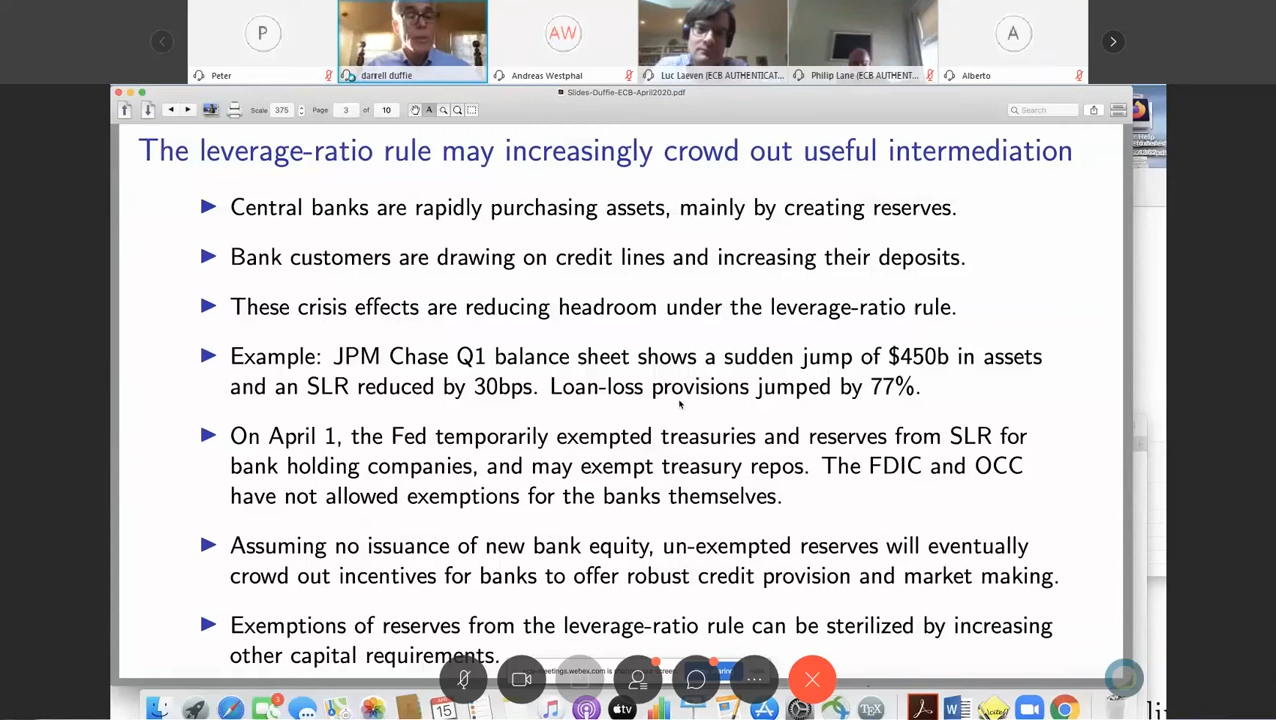 P
AW
A
Peter
darrell duffie
Andreas Westphal
Luc Laeven (ECB AUTHENTICAT...
Philip Lane (ECB AUTHENT...
Alberto
Slides-Duffie-ECB-April2020.pdf
Scale 375 Page 3 of 10 A Search
The leverage-ratio rule may increasingly crowd out useful intermediation
Central banks are rapidly purchasing assets, mainly by creating reserves.
Bank customers are drawing on credit lines and increasing their deposits.
These crisis effects are reducing headroom under the leverage-ratio rule.
Example: JPM Chase Q1 balance sheet shows a sudden jump of $450b in assets
and an SLR reduced by 30bps. Loan-loss provisions jumped by 77%.
On April 1, the Fed temporarily exempted treasuries and reserves from SLR for
bank holding companies, and may exempt treasury repos. The FDIC and OCC
have not allowed exemptions for the banks themselves.
Assuming no issuance of new bank equity, un-exempted reserves will eventually
crowd out incentives for banks to offer robust credit provision and market making.
Exemptions of reserves from the leverage-ratio rule can be sterilized by increasing
other capital requirements.
APR
15
3
tv
TEX
W